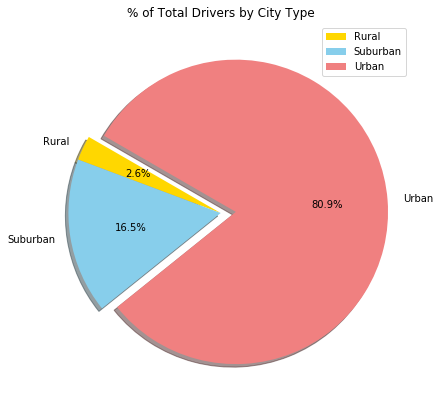 % of Total Drivers by City Type
Rural
Suburban
Urban
Rural
2.6%
80.9%
Urban
16.5%
Suburban